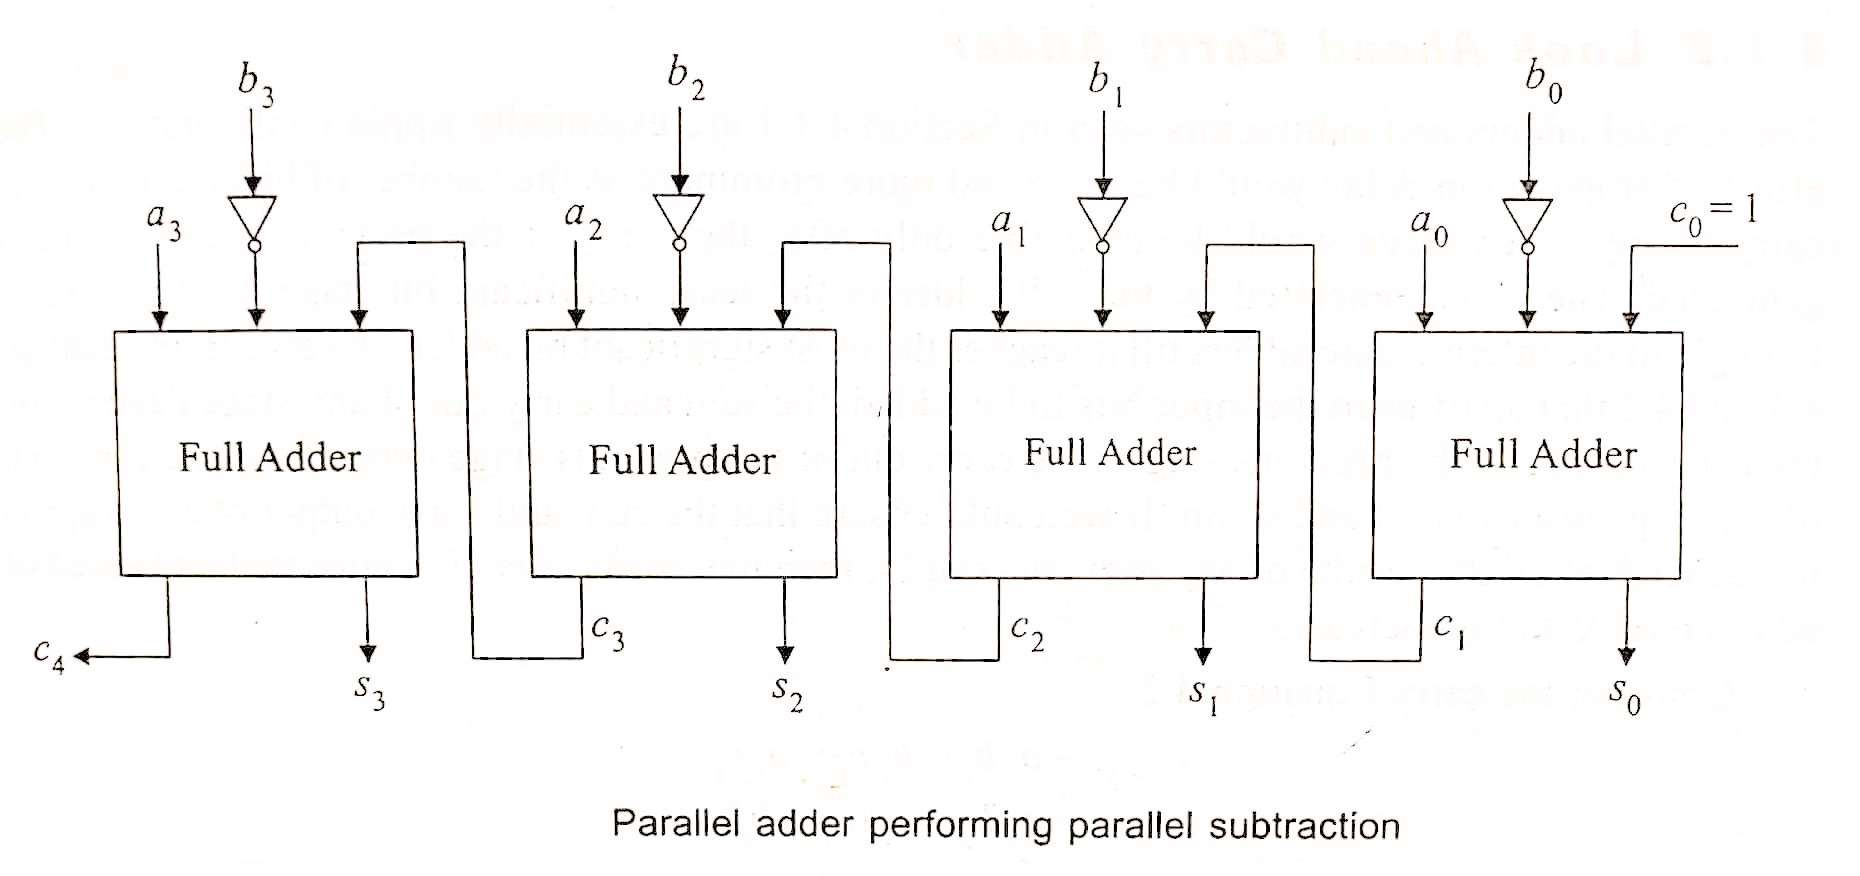 b3 b2 b1 b0
a3 a2 a1 a0 c0 = 1
Full Adder Full Adder Full Adder Full Adder
c4 c3 c2 c1
s3 s2 s1 s0
Parallel adder performing parallel subtraction